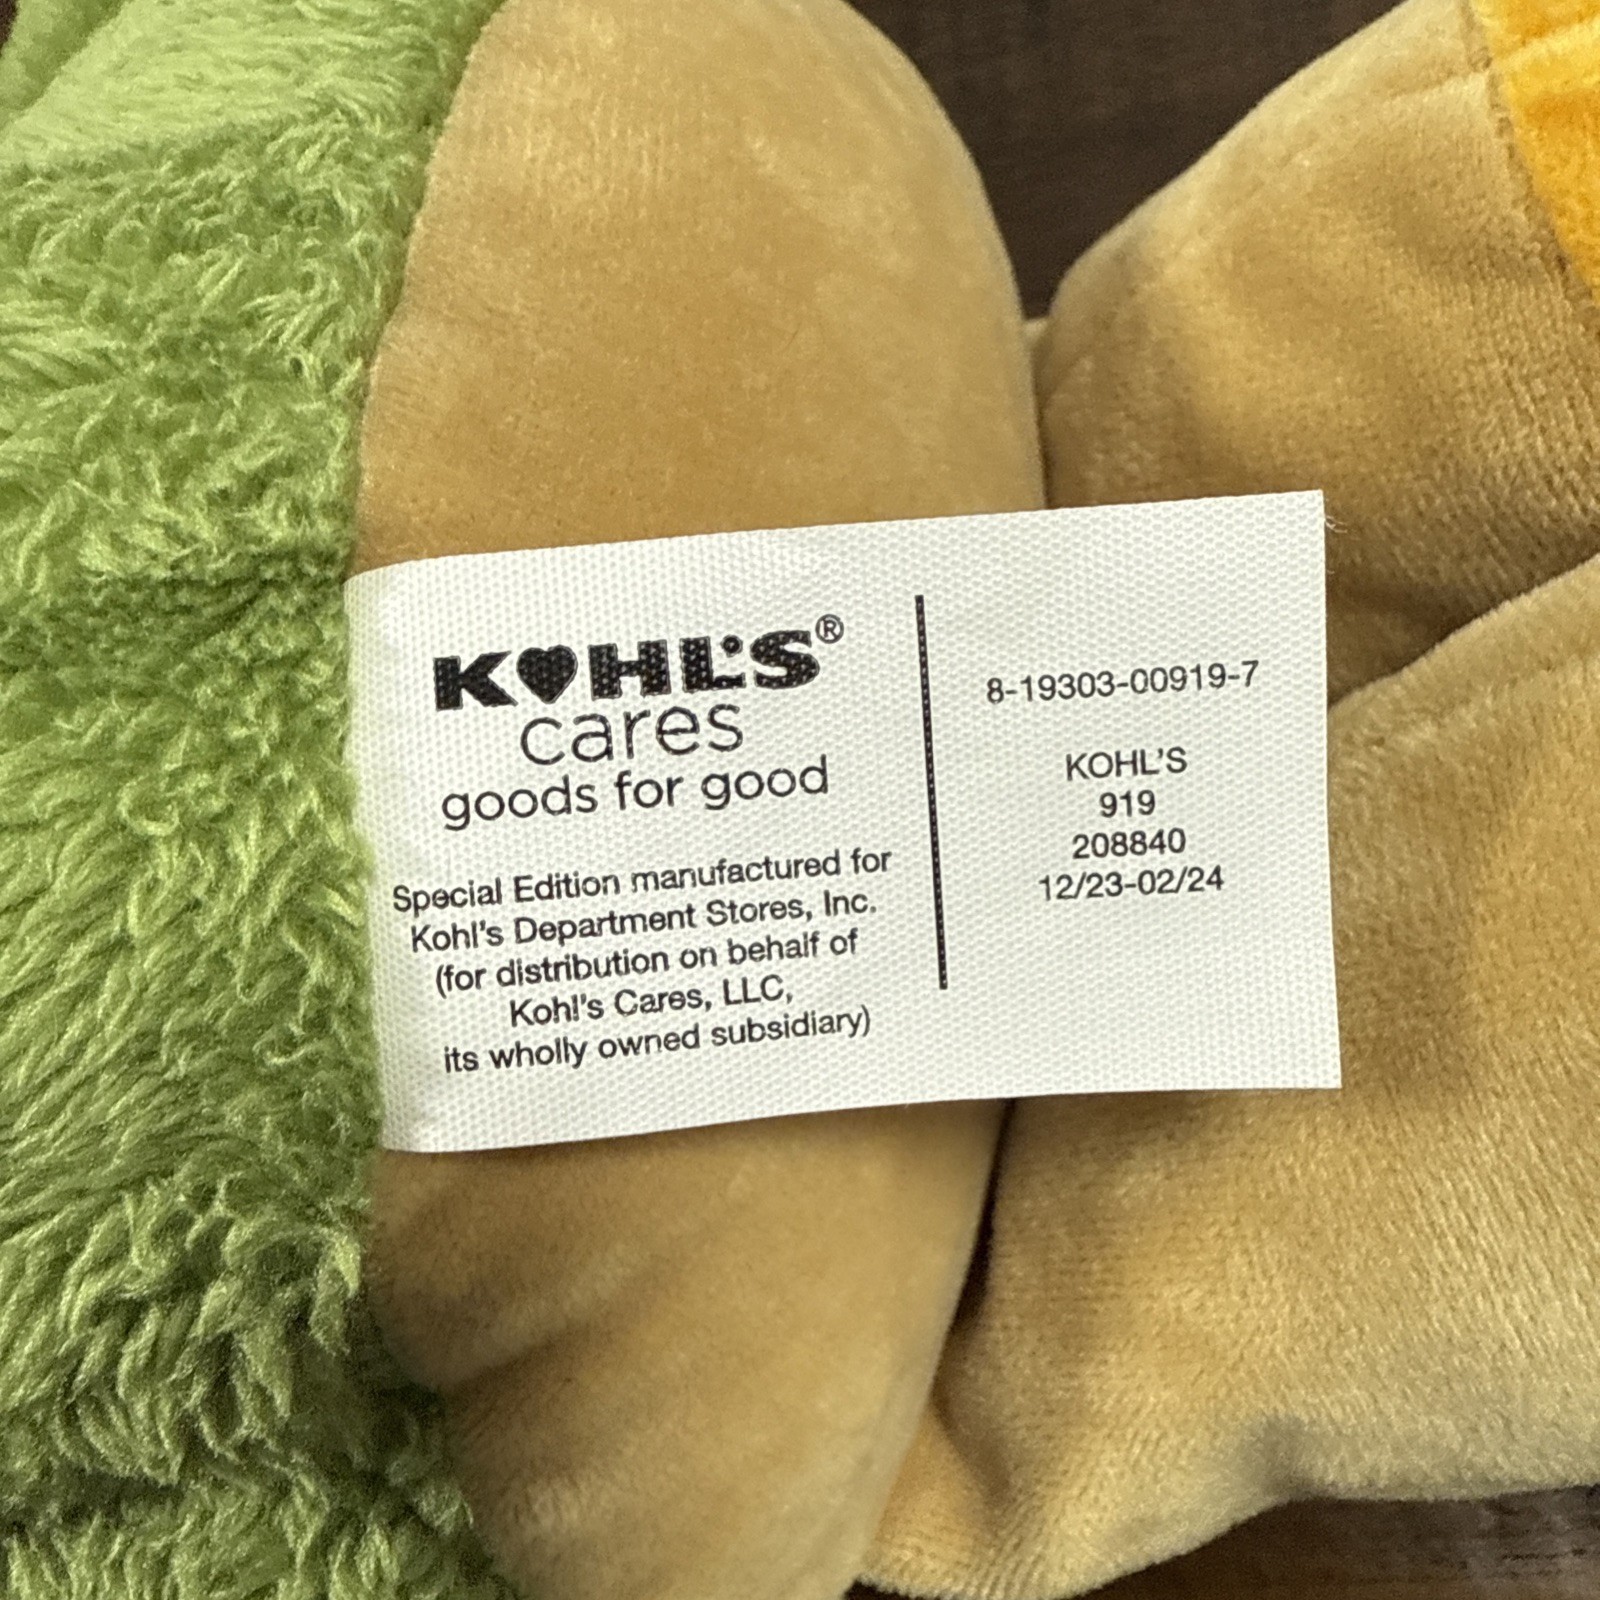 KOHL'S®
cares
goods for good
Special Edition manufactured for
Kohl's Department Stores, Inc.
(for distribution on behalf of
Kohl's Cares, LLC,
its wholly owned subsidiary)
8-19303-00919-7
KOHL'S
919
208840
12/23-02/24